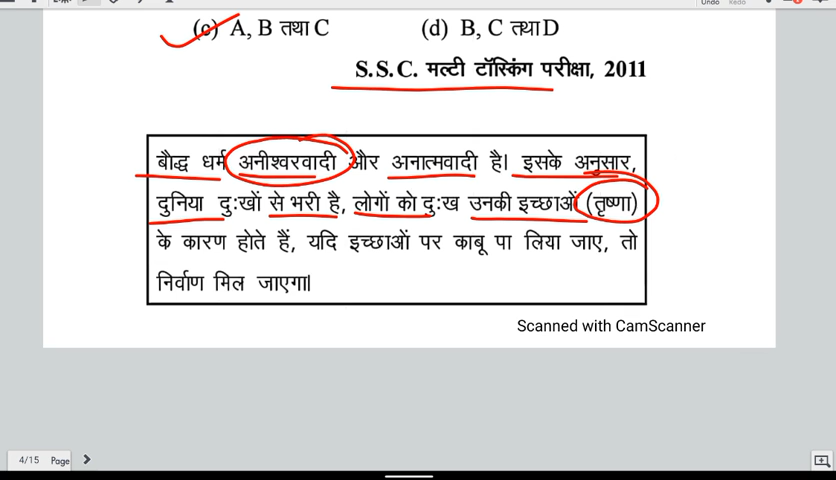 Undo Redo
(c) A, B तथा C (d) B, C तथा D
S.S.C. मल्टी टॉस्किंग परीक्षा, 2011
बौद्ध धर्म अनीश्वरवादी और अनात्मवादी है। इसके अनुसार,
दुनिया दुःखों से भरी है, लोगों को दुःख उनकी इच्छाओं (तृष्णा)
के कारण होते हैं, यदि इच्छाओं पर काबू पा लिया जाए, तो
निर्वाण मिल जाएगा।
Scanned with CamScanner
4/15 Page